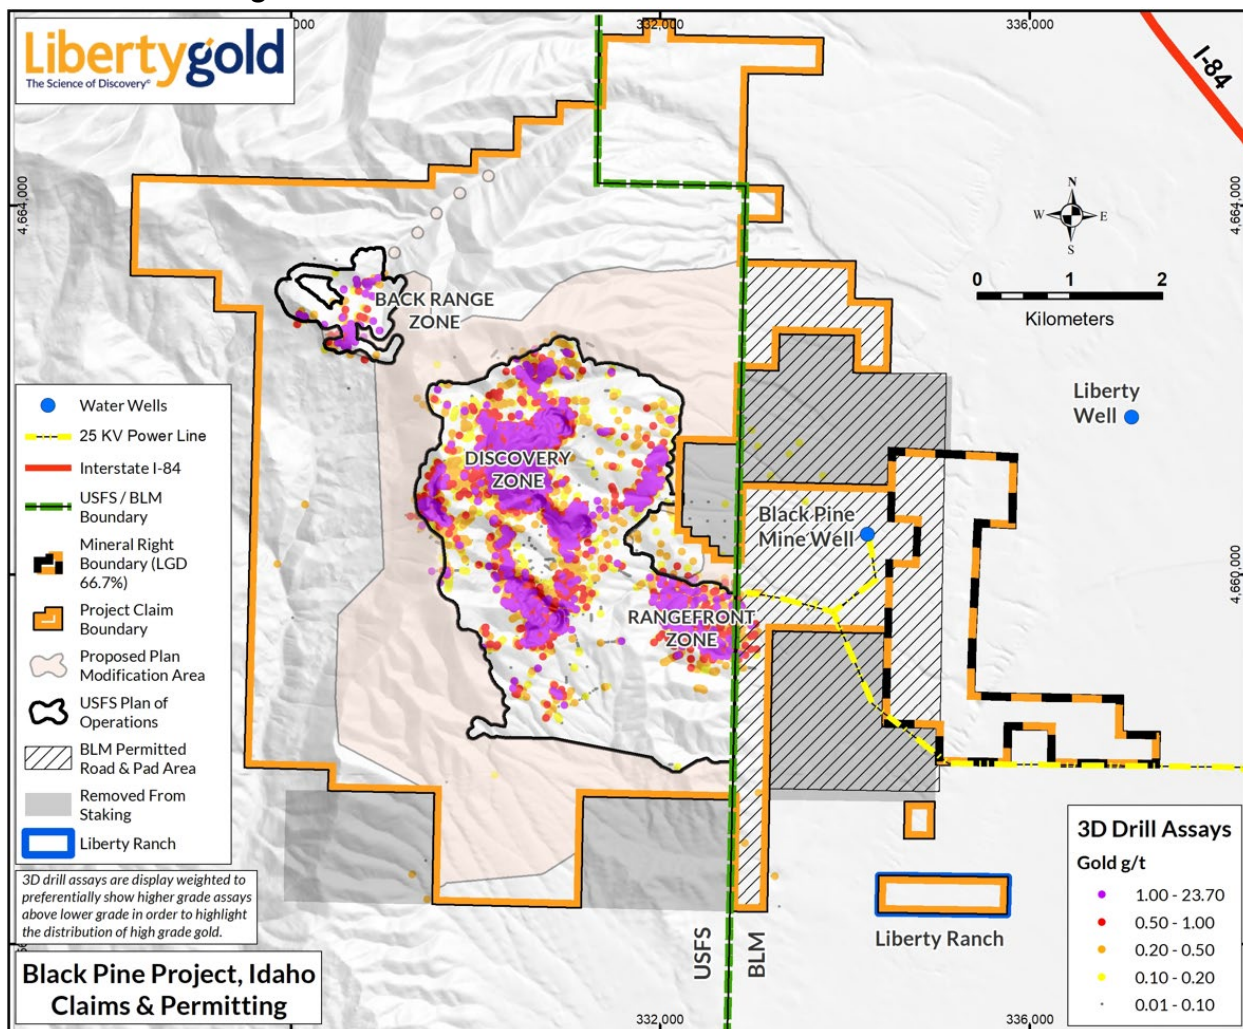 332,000
336,000
Libertygold
The Science of Discovery©
I-84
4,664,000
4,664,000
N
W E
S
0 1 2
Kilometers
BACK RANGE
ZONE
Water Wells
25 KV Power Line
Interstate I-84
USFS / BLM
Boundary
Mineral Right
Boundary (LGD
66.7%)
Project Claim
Boundary
Proposed Plan
Modification Area
USFS Plan of
Operations
BLM Permitted
Road & Pad Area
Removed From
Staking
Liberty Ranch
Liberty
Well
DISCOVERY
ZONE
Black Pine
Mine Well
4,660,000
RANGEFRONT
ZONE
3D drill assays are display weighted to
preferentially show higher grade assays
above lower grade in order to highlight
the distribution of high grade gold.
Black Pine Project, Idaho
Claims & Permitting
USFS
BLM
Liberty Ranch
3D Drill Assays
Gold g/t
1.00 - 23.70
0.50 - 1.00
0.20 - 0.50
0.10 - 0.20
0.01 - 0.10
332,000
336,000